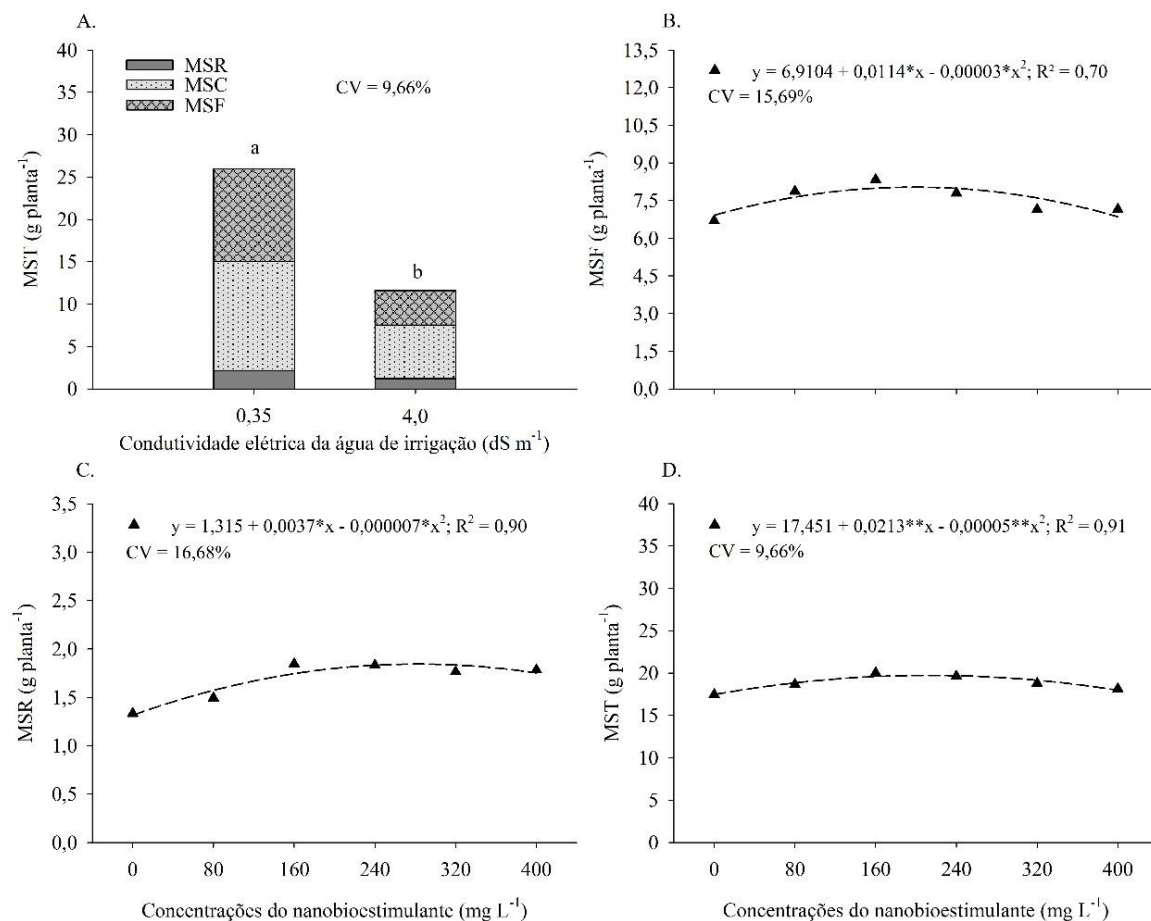 A.
40
35
30
25
20
15
10
5
0
MST (g planta⁻¹)
MSR
MSC
MSF
CV = 9,66%
a
b
0,35
4,0
Condutividade elétrica da água de irrigação (dS m⁻¹)
B.
13,5
12,0
10,5
9,0
7,5
6,0
4,5
3,0
1,5
0,0
MSF (g planta⁻¹)
y = 6,9104 + 0,0114*x - 0,00003*x²; R² = 0,70
CV = 15,69%
C.
3,5
3,0
2,5
2,0
1,5
1,0
0,5
0,0
MSR (g planta⁻¹)
y = 1,315 + 0,0037*x - 0,000007*x²; R² = 0,90
CV = 16,68%
0 80 160 240 320 400
Concentrações do nanobioestimulante (mg L⁻¹)
D.
40
35
30
25
20
15
10
5
0
MST (g planta⁻¹)
y = 17,451 + 0,0213**x - 0,00005**x²; R² = 0,91
CV = 9,66%
0 80 160 240 320 400
Concentrações do nanobioestimulante (mg L⁻¹)